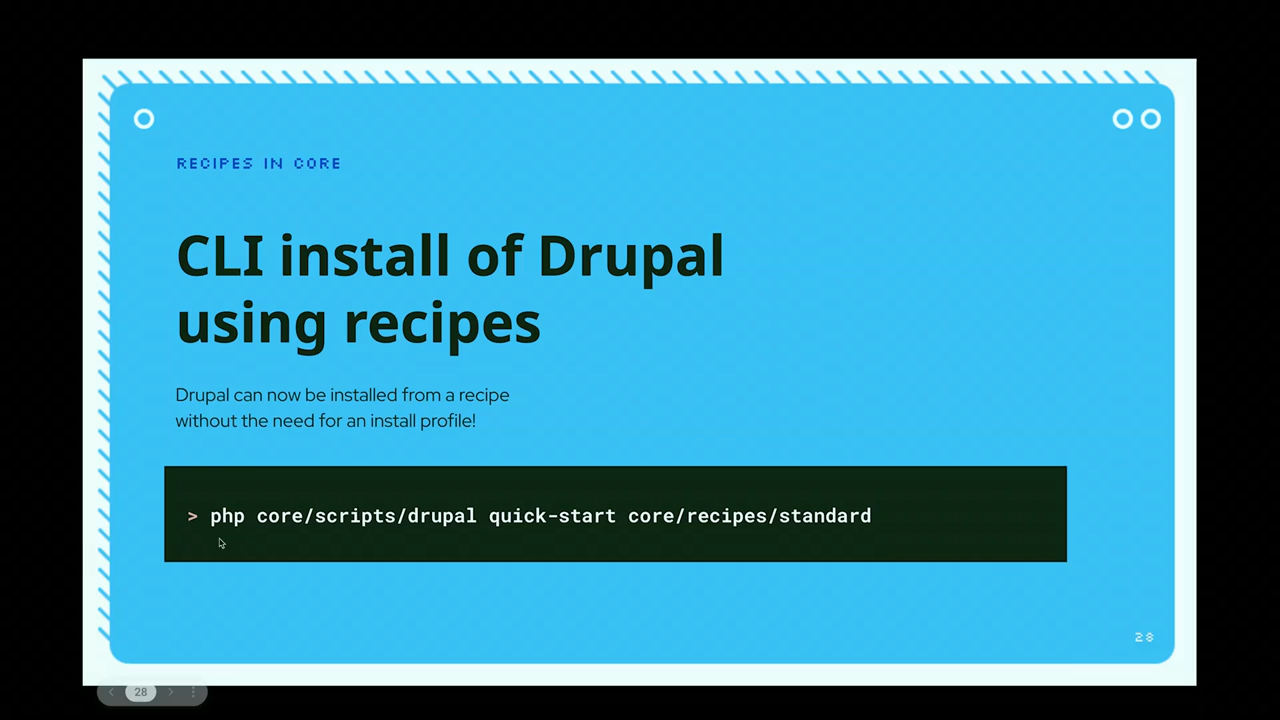 RECIPES IN CORE
CLI install of Drupal
using recipes
Drupal can now be installed from a recipe
without the need for an install profile!
> php core/scripts/drupal quick-start core/recipes/standard
28
28